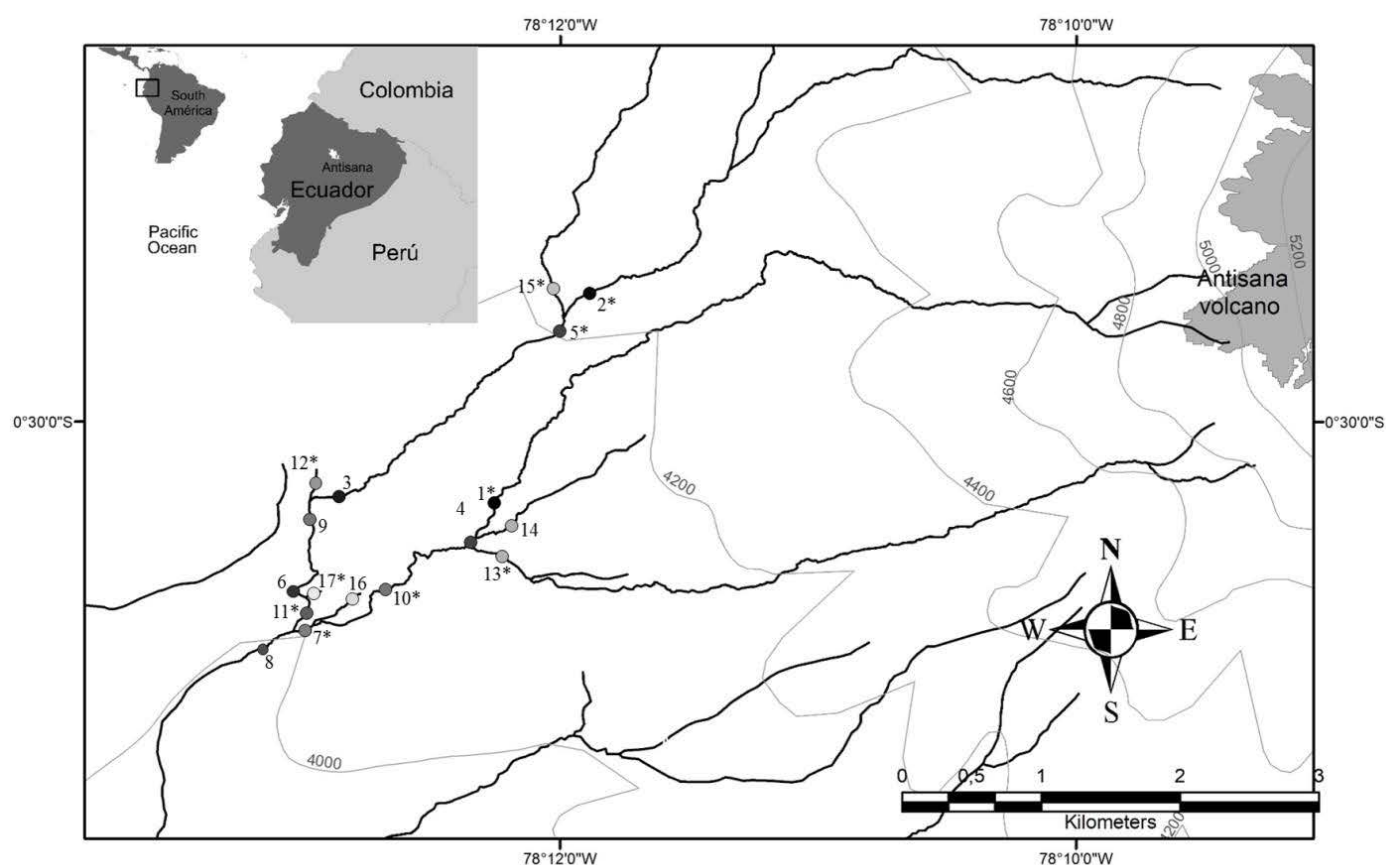 78°12'0"W
78°10'0"W
South
América
Colombia
Antisana
Ecuador
Pacific
Ocean
Perú
15*
2*
5*
5000
5200
Antisana
volcano
4800
4600
0°30'0"S
0°30'0"S
12*
3
1*
4200
4400
4
9
14
13*
6
17*
16
10*
11*
7*
8
N
W
E
S
4000
0
0,5
1
2
3
Kilometers
4200
78°12'0"W
78°10'0"W